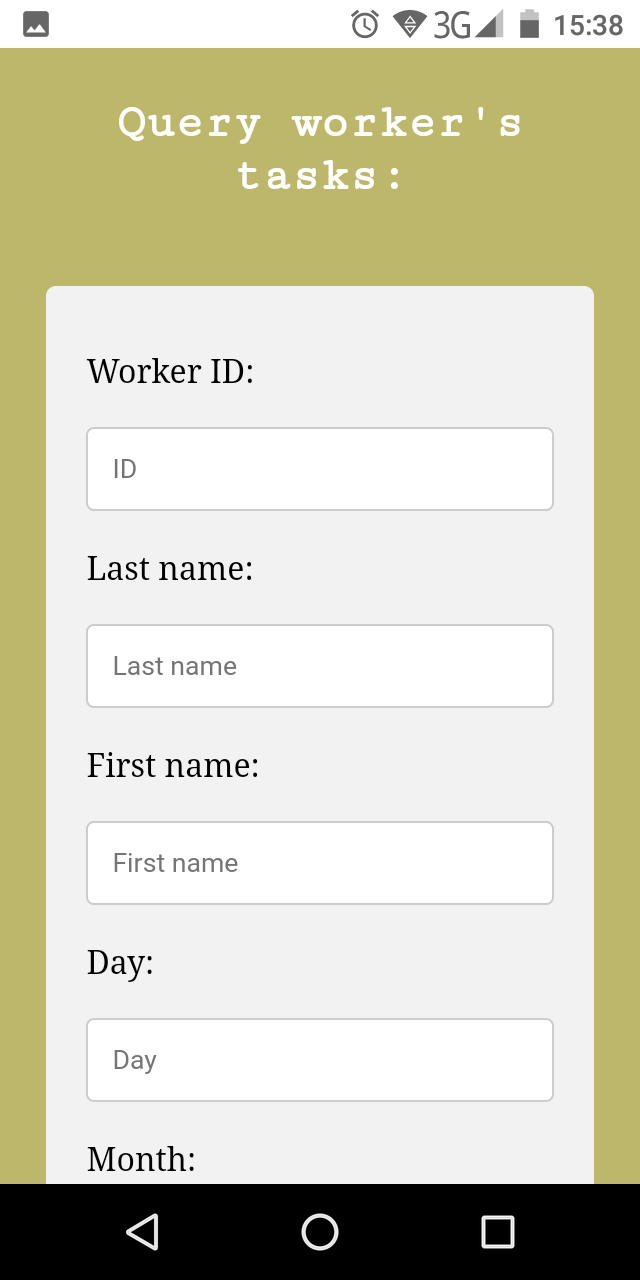 3G 15:38
Query worker's
tasks:
Worker ID:
ID
Last name:
Last name
First name:
First name
Day:
Day
Month: